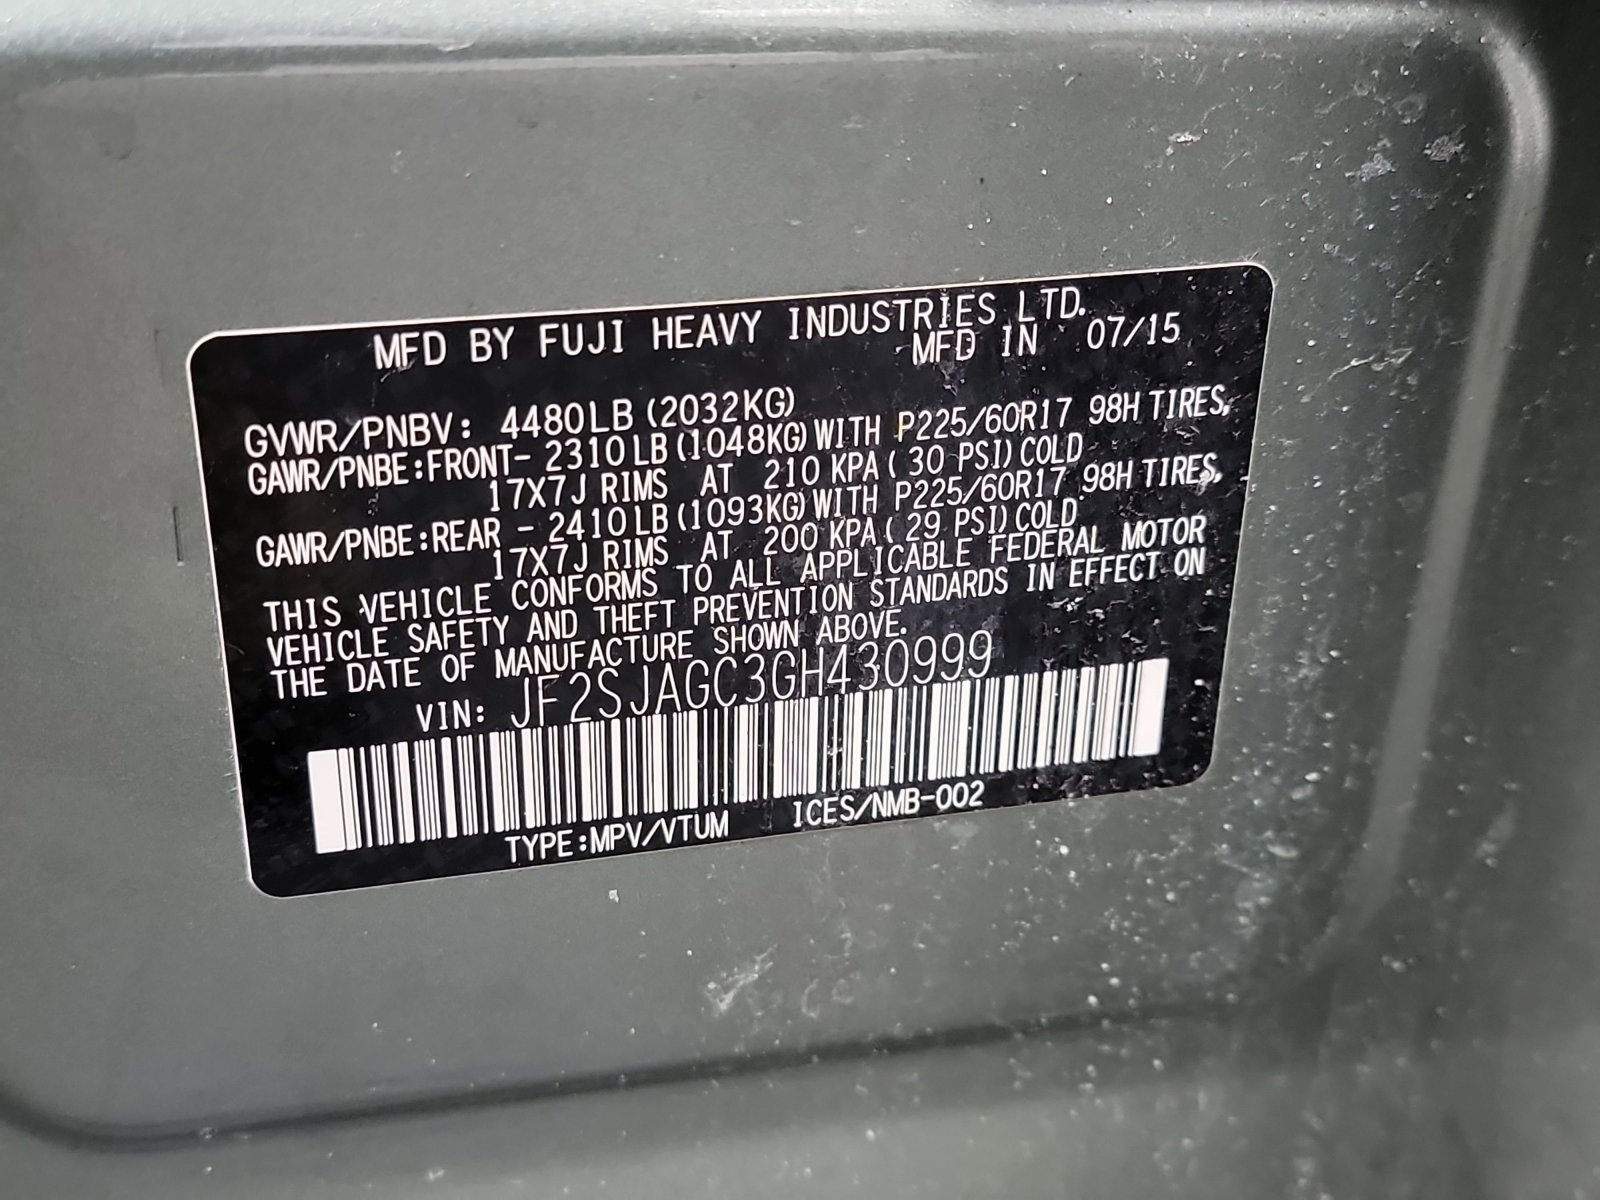 MFD BY FUJI HEAVY INDUSTRIES LTD.
MFD IN 07/15
GVWR/PNBV: 4480LB (2032KG)
GAWR/PNBE:FRONT- 2310LB(1048KG)WITH P225/60R17 98H TIRES,
17X7J RIMS AT 210 KPA( 30 PSI)COLD
GAWR/PNBE:REAR - 2410LB(1093KG)WITH P225/60R17 98H TIRES,
17X7J RIMS AT 200 KPA( 29 PSI)COLD
THIS VEHICLE CONFORMS TO ALL APPLICABLE FEDERAL MOTOR
VEHICLE SAFETY AND THEFT PREVENTION STANDARDS IN EFFECT ON
THE DATE OF MANUFACTURE SHOWN ABOVE.
VIN: JF2SJAGC3GH430999
TYPE:MPV/VTUM ICES/NMB-002